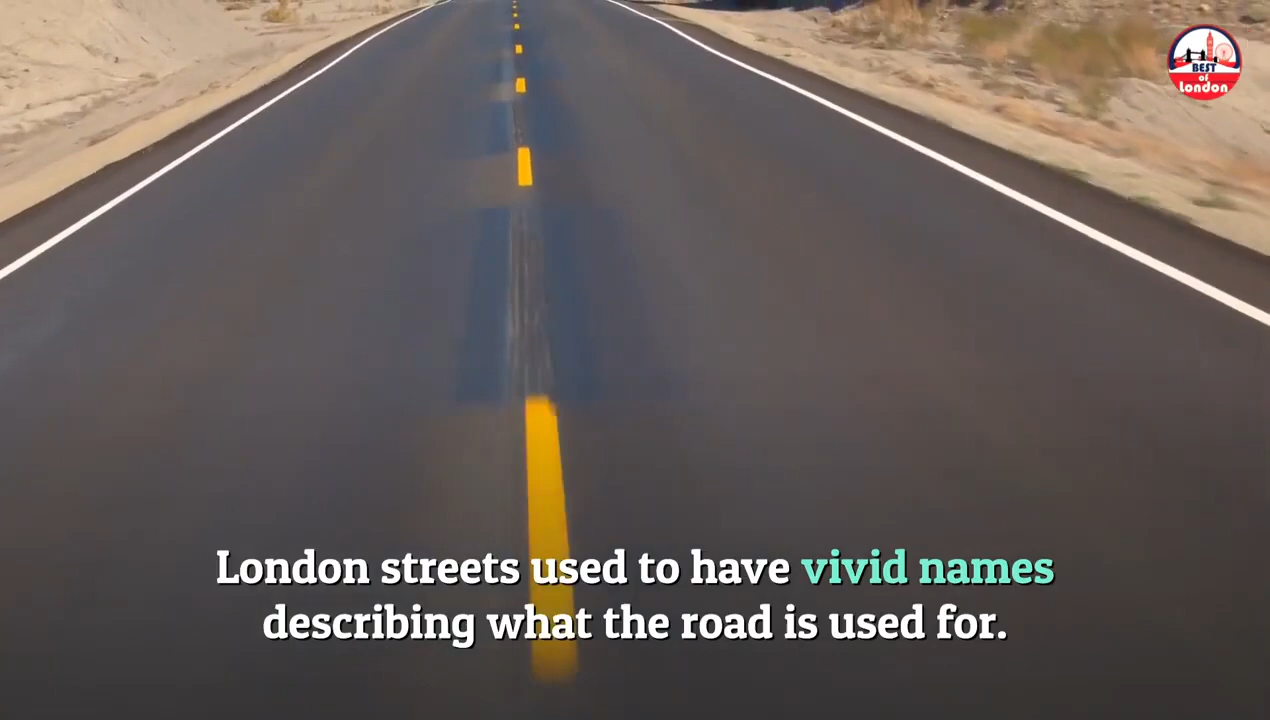 BEST
of
London
London streets used to have vivid names
describing what the road is used for.